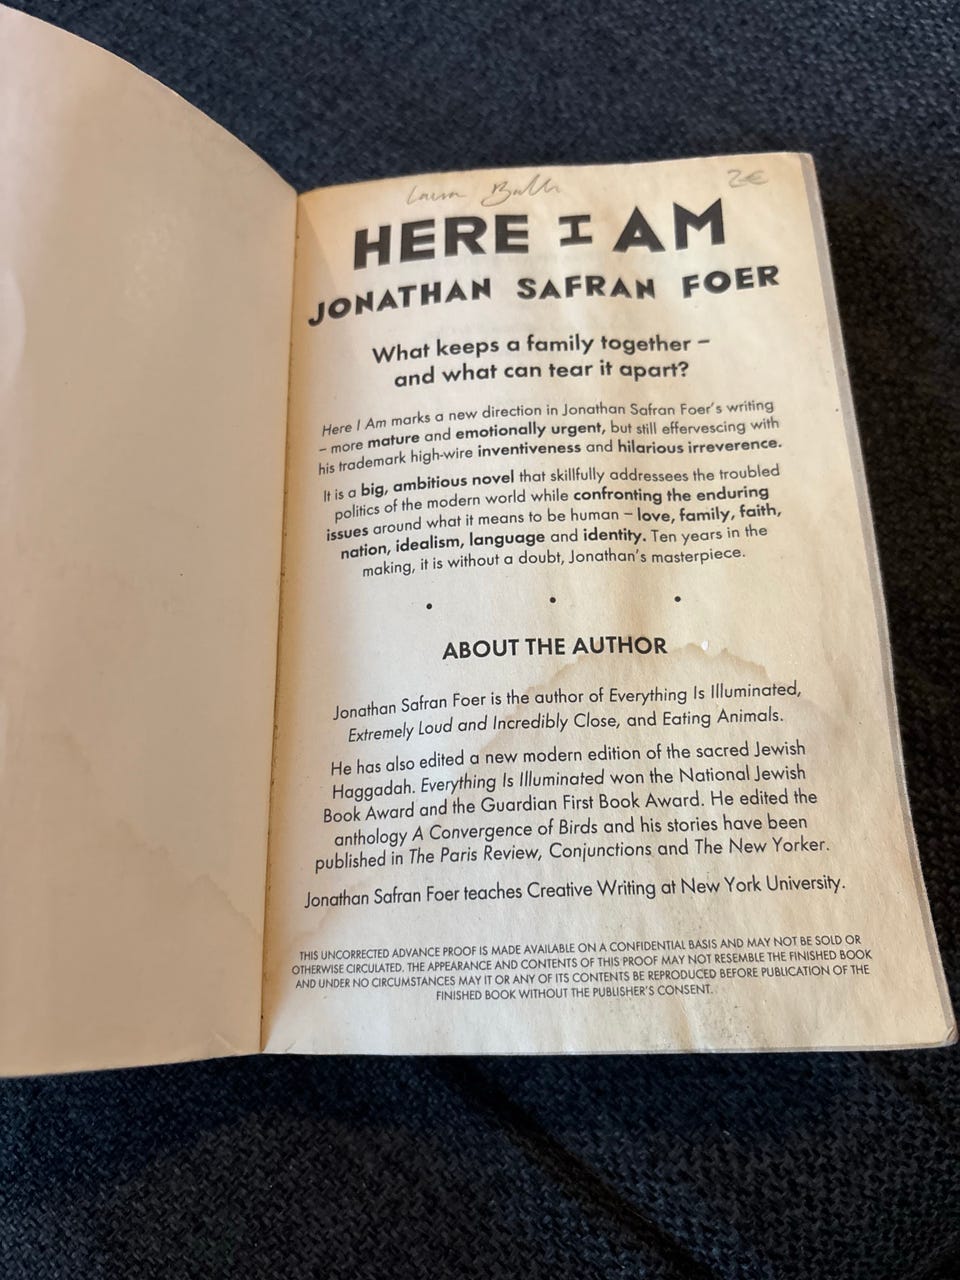 Laura 2€
HERE I AM
JONATHAN SAFRAN FOER
What keeps a family together –
and what can tear it apart?
Here I Am marks a new direction in Jonathan Safran Foer's writing
– more mature and emotionally urgent, but still effervescing with
his trademark high-wire inventiveness and hilarious irreverence.
It is a big, ambitious novel that skillfully addressees the troubled
politics of the modern world while confronting the enduring
issues around what it means to be human – love, family, faith,
nation, idealism, language and identity. Ten years in the
making, it is without a doubt, Jonathan's masterpiece.
• • •
ABOUT THE AUTHOR
Jonathan Safran Foer is the author of Everything Is Illuminated,
Extremely Loud and Incredibly Close, and Eating Animals.
He has also edited a new modern edition of the sacred Jewish
Haggadah. Everything Is Illuminated won the National Jewish
Book Award and the Guardian First Book Award. He edited the
anthology A Convergence of Birds and his stories have been
published in The Paris Review, Conjunctions and The New Yorker.
Jonathan Safran Foer teaches Creative Writing at New York University.
THIS UNCORRECTED ADVANCE PROOF IS MADE AVAILABLE ON A CONFIDENTIAL BASIS AND MAY NOT BE SOLD OR
OTHERWISE CIRCULATED. THE APPEARANCE AND CONTENTS OF THIS PROOF MAY NOT RESEMBLE THE FINISHED BOOK
AND UNDER NO CIRCUMSTANCES MAY IT OR ANY OF ITS CONTENTS BE REPRODUCED BEFORE PUBLICATION OF THE
FINISHED BOOK WITHOUT THE PUBLISHER'S CONSENT.